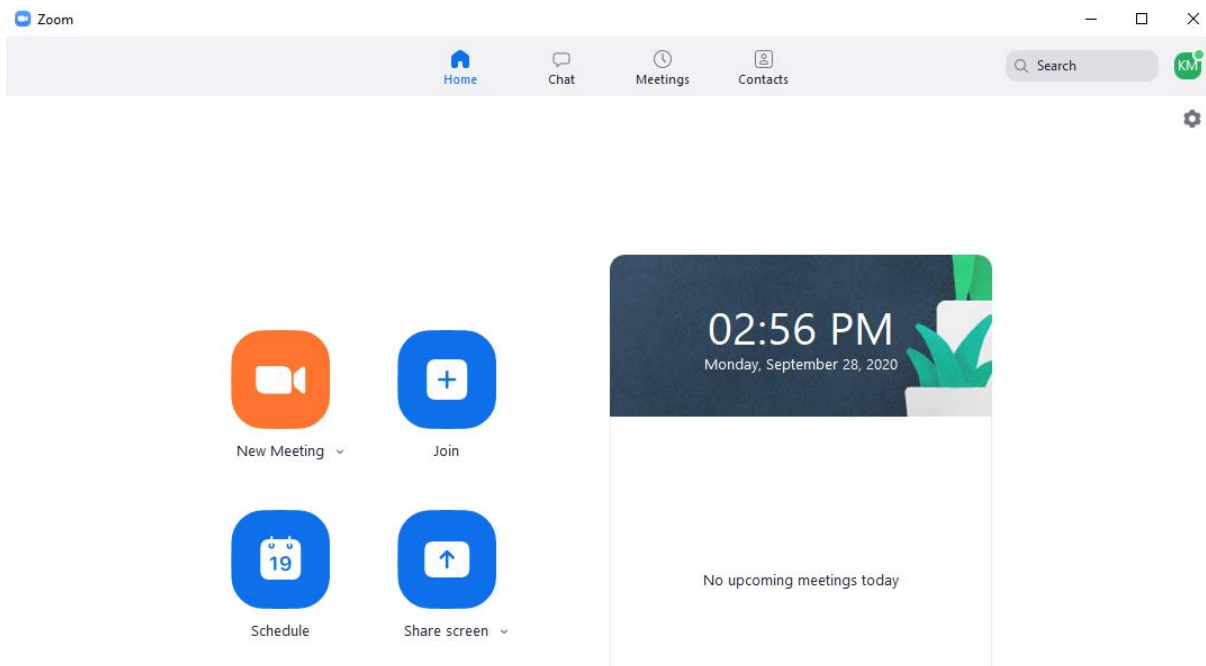 Zoom
Home
Chat
Meetings
Contacts
Search
KM
02:56 PM
Monday, September 28, 2020
New Meeting
Join
19
Schedule
Share screen
No upcoming meetings today